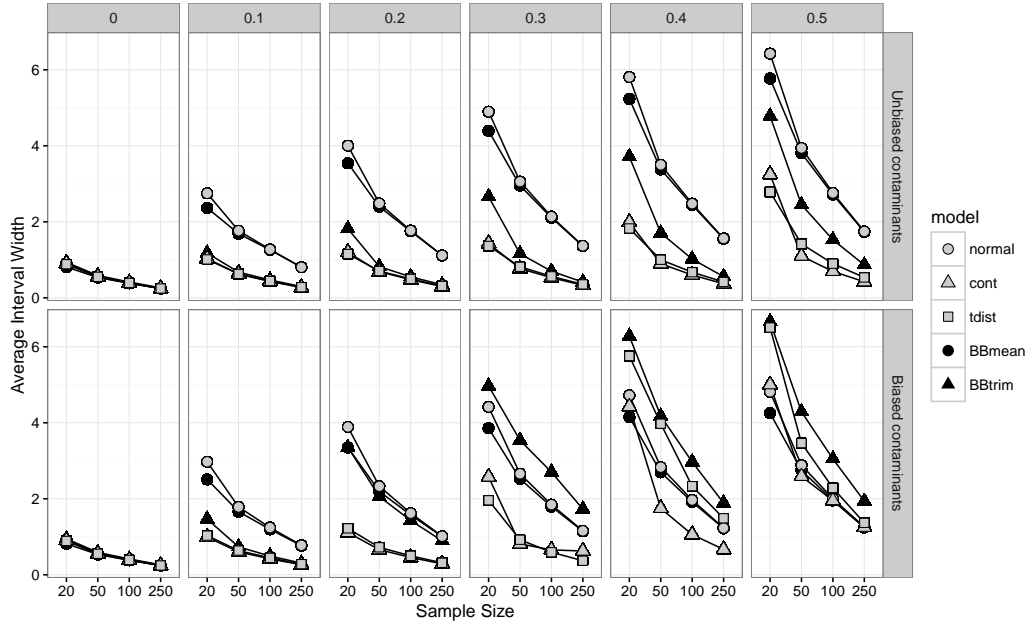 0 0.1 0.2 0.3 0.4 0.5
Average Interval Width
6
4
2
0
Unbiased contaminants
6
4
2
0
Biased contaminants
20 50 100 250 20 50 100 250 20 50 100 250 20 50 100 250 20 50 100 250 20 50 100 250
Sample Size
model
normal
cont
tdist
BBmean
BBtrim